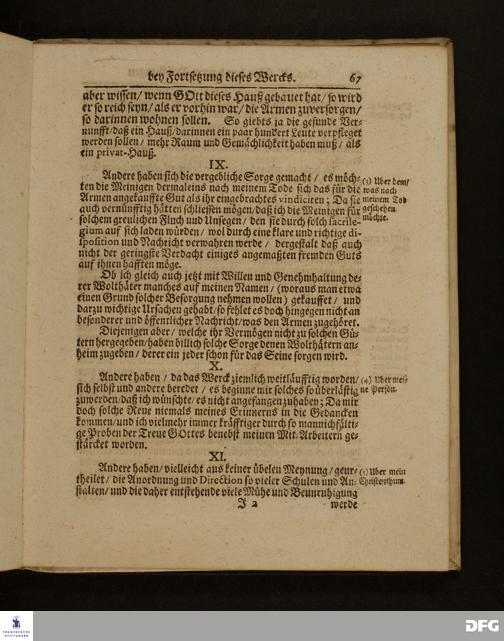 bey Fortsetzung dieses Wercks. 67
aber wissen/ wenn GOtt dieses Hauß gebauet hat/ so wird
er so reich seyn/ als er vorhin war/ die Armen zuversorgen/
so darinnen wohnen sollen. So giebts ja die gesunde Ver-
nunfft/ daß ein Hauß/ darinnen ein paar hundert Leute verpfleget
werden sollen/ mehr Raum und Gemächlichkeit haben muß/ als
ein privat-Hauß.
IX.
Andere haben sich die vergebliche Sorge gemacht/ es möch-
ten die Meinigen dermaleins nach meinem Tode sich das für die
Armen angekauffte Gut als ihr eingebrachtes vindiciren; Da sie
auch vernünfftig hätten schliessen mögen/ daß ich die Meinigen für
solchem greulichen Fluch und Unsegen/ den sie durch solch sacrile-
gium auf sich laden würden/ wol durch eine klare und richtige di-
sposition und Nachricht verwahren werde/ dergestalt daß auch
nicht der geringste Verdacht einiges angemaßten fremden Guts
auf ihnen hafften möge.
(3) Uber dem/
was nach
meinem Tod
geschehen
möchte.
Ob ich gleich auch jetzt mit Willen und Genehmhaltung de-
rer Wolthäter manches auf meinen Namen/ (woraus man etwa
einen Grund solcher Besorgung nehmen wollen) gekauffet/ und
darzu wichtige Ursachen gehabt/ so fehlet es doch hingegen nicht an
besonderer und öffentlicher Nachricht/ was den Armen zugehöret.
Diejenigen aber/ welche ihr Vermögen nicht zu solchen Gü-
tern hergegeben/ haben billich solche Sorge denen Wolthätern an-
heim zugeben/ derer ein jeder schon für das Seine sorgen wird.
X.
Andere haben/ da das Werck ziemlich weitläufftig worden/
sich selbst und andere beredet/ es beginne mir solches so überlästig
zuwerden/ daß ich wünschte/ es nicht angefangen zuhaben; Da mir
doch solche Reue niemals meines Erinnerns in die Gedancken
kommen/ und ich vielmehr immer kräfftiger durch so mannichfälti-
ge Proben der Treue GOttes benebst meinen Mit-Arbeitern ge-
stärcket worden.
(4) Uber mei-
ne Person.
XI.
Andere haben/ vielleicht aus keiner übelen Meynung/ geur-
theilet/ die Anordnung und Direction so vieler Schulen und An-
stalten/ und die daher entstehende viele Mühe und Beunruhigung
(5) Uber mein
Christenthum.
J 2 werde
FRANCKESCHE
STIFTUNGEN
DFG